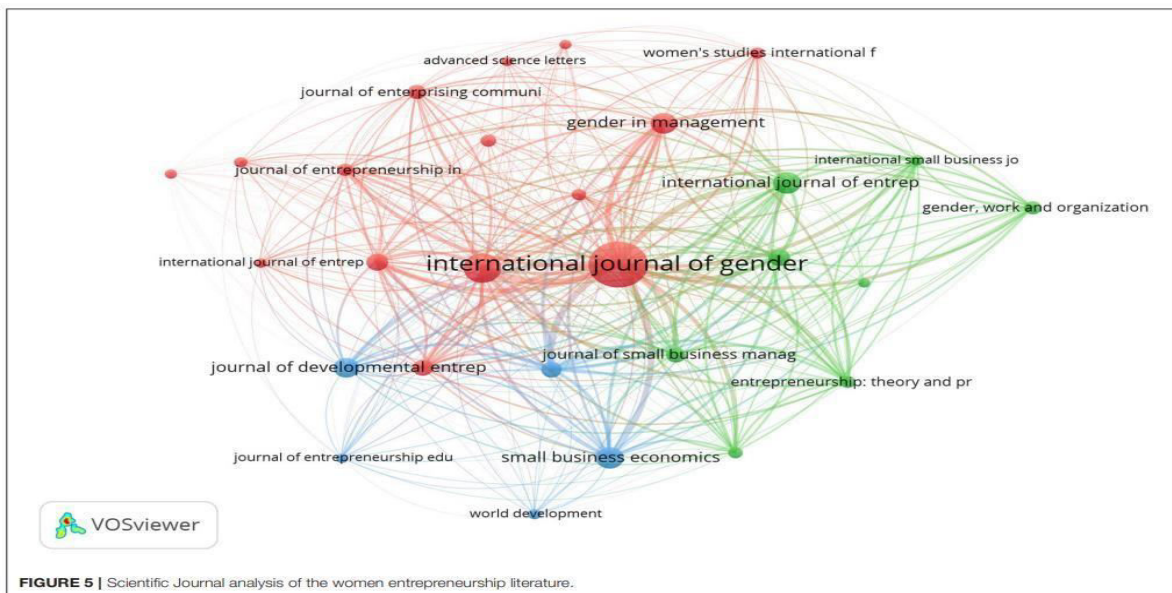 women's studies international f
advanced science letters
journal of enterprising communi
gender in management
international small business jo
journal of entrepreneurship in
international journal of entrep
gender, work and organization
international journal of entrep
international journal of gender
journal of small business manag
journal of developmental entrep
entrepreneurship: theory and pr
journal of entrepreneurship edu
small business economics
world development
VOSviewer
FIGURE 5 | Scientific Journal analysis of the women entrepreneurship literature.